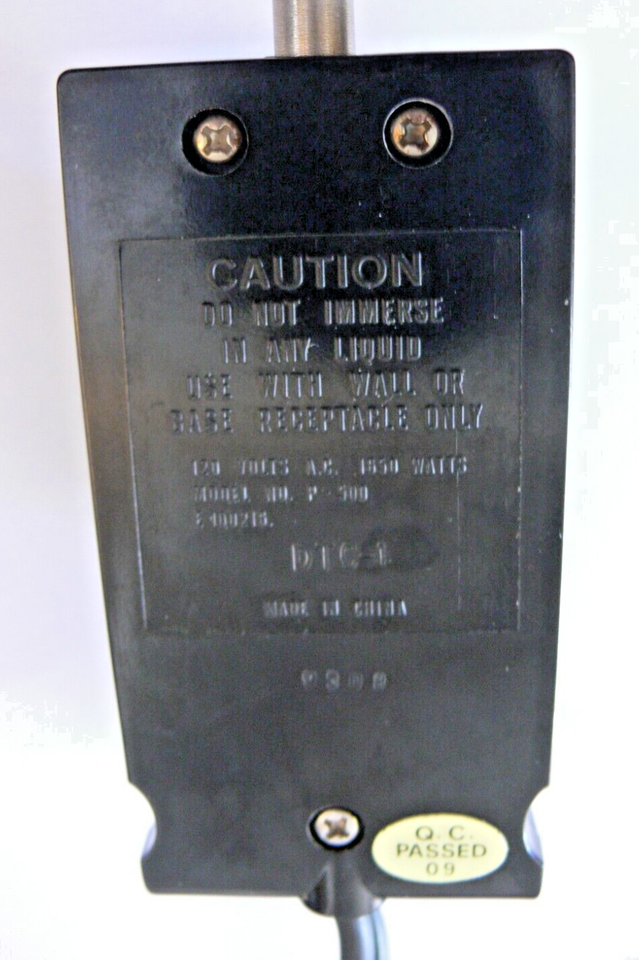 CAUTION
DO NOT IMMERSE
IN ANY LIQUID
USE WITH WALL OR
BASE RECEPTACLE ONLY
120 VOLTS A.C. 1650 WATTS
MODEL NO. P-500
DTC-1
MADE IN CHINA
9309
Q.C.
PASSED
09